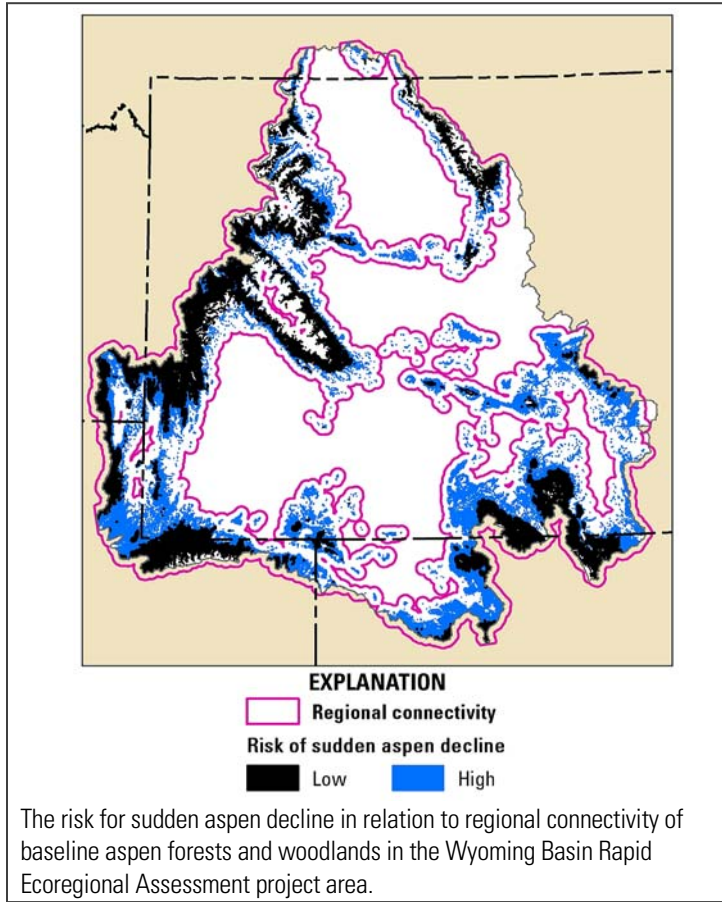 EXPLANATION
Regional connectivity
Risk of sudden aspen decline
Low High
The risk for sudden aspen decline in relation to regional connectivity of
baseline aspen forests and woodlands in the Wyoming Basin Rapid
Ecoregional Assessment project area.